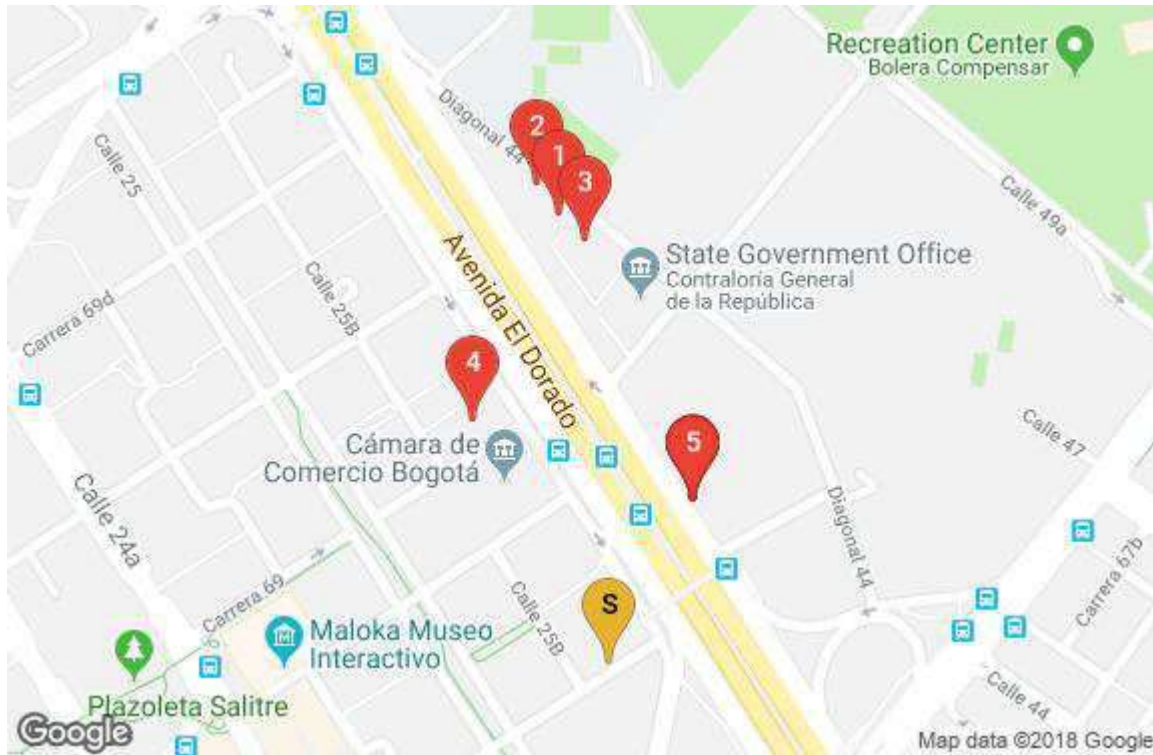 Recreation Center
Bolera Compensar
Diagonal 44
2
1
3
Calle 25
Calle 49a
State Government Office
Contraloría General
de la República
Avenida El Dorado
Calle 25B
Carrera 69d
4
Cámara de
Comercio Bogotá
5
Calle 47
Calle 24a
Diagonal 44
Carrera 69
Calle 25B
S
Carrera 67b
Maloka Museo
Interactivo
Plazoleta Salitre
Calle 44
Google
Map data ©2018 Google